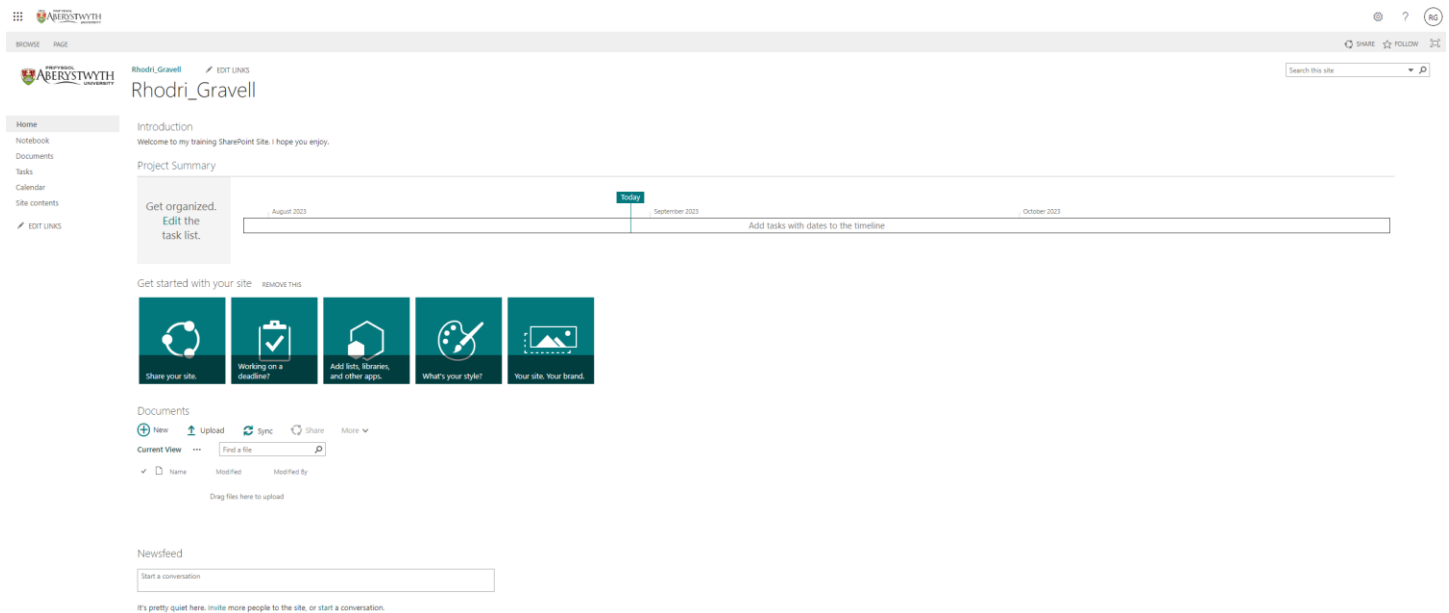 PRIFYSGOL
ABERYSTWYTH
UNIVERSITY
RG
BROWSE PAGE
SHARE FOLLOW
PRIFYSGOL
ABERYSTWYTH
UNIVERSITY
Rhodri_Gravell EDIT LINKS
Rhodri_Gravell
Search this site
Home
Notebook
Documents
Tasks
Calendar
Site contents
EDIT LINKS
Introduction
Welcome to my training SharePoint Site. I hope you enjoy.
Project Summary
Get organized.
Edit the
task list.
Today
August 2023 September 2023 October 2023
Add tasks with dates to the timeline
Get started with your site REMOVE THIS
Share your site.
Working on a
deadline?
Add lists, libraries,
and other apps.
What's your style?
Your site. Your brand.
Documents
New Upload Sync Share More
Current View ... Find a file
Name Modified Modified By
Drag files here to upload
Newsfeed
Start a conversation
It's pretty quiet here. Invite more people to the site, or start a conversation.